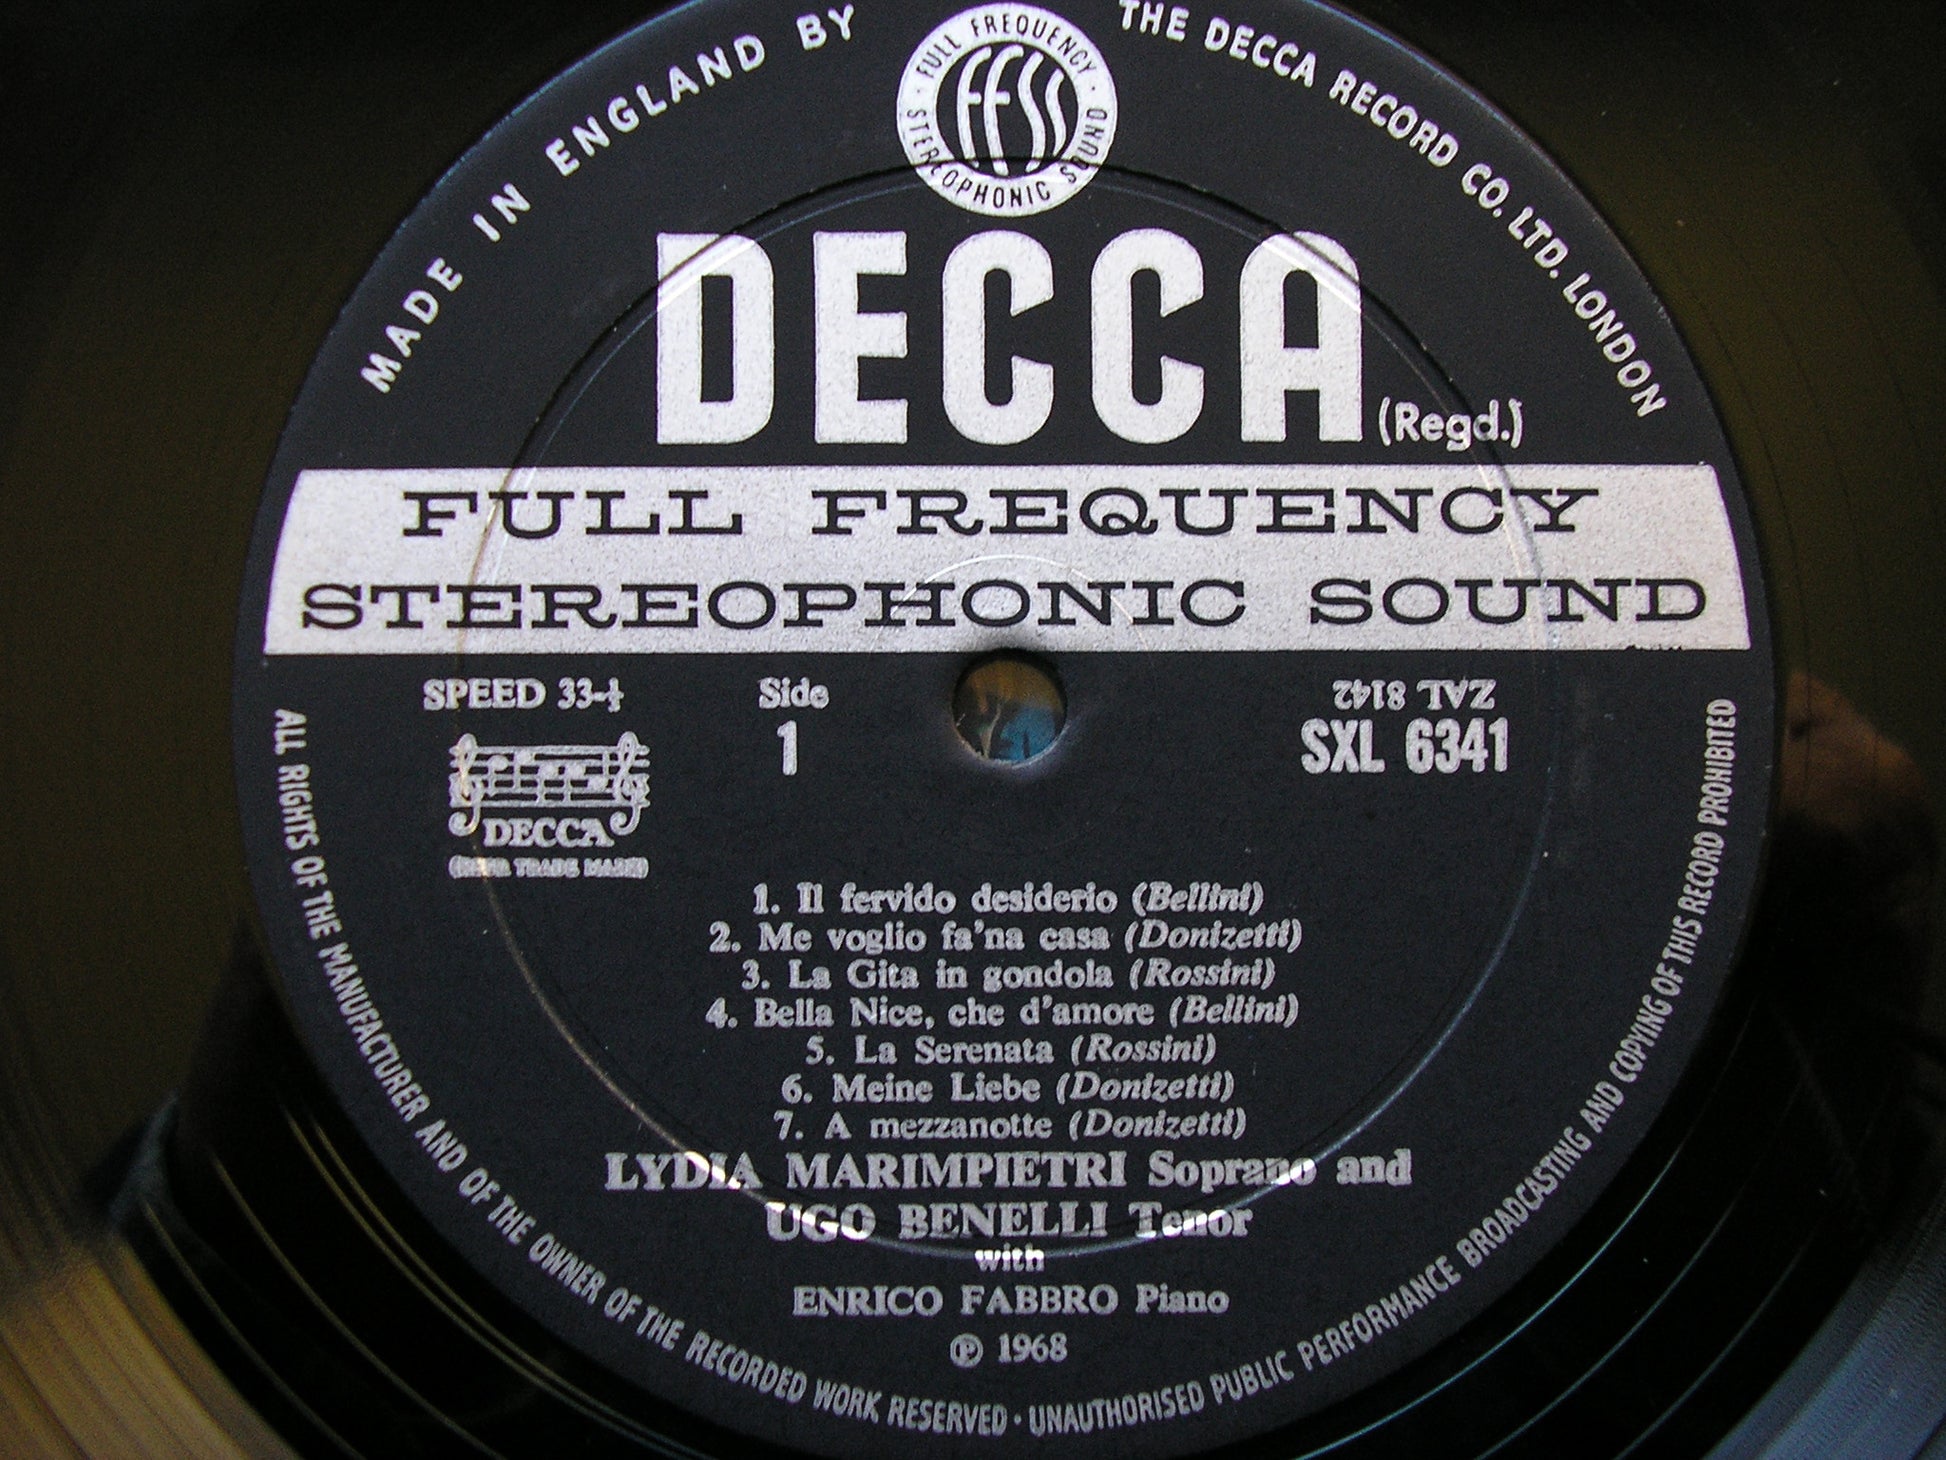 MADE IN ENGLAND BY
THE DECCA RECORD CO. LTD. LONDON
FULL FREQUENCY
STEREOPHONIC SOUND
FFSS
DECCA (Regd.)
FULL FREQUENCY
STEREOPHONIC SOUND
SPEED 33-⅓
Side
1
ZAL 8142
SXL 6341
DECCA
TRADE MARK
1. Il fervido desiderio (Bellini)
2. Me voglio fa'na casa (Donizetti)
3. La Gita in gondola (Rossini)
4. Bella Nice, che d'amore (Bellini)
5. La Serenata (Rossini)
6. Meine Liebe (Donizetti)
7. A mezzanotte (Donizetti)
LYDIA MARIMPIETRI Soprano and
UGO BENELLI Tenor
with
ENRICO FABBRO Piano
℗ 1968
ALL RIGHTS OF THE MANUFACTURER AND OF THE OWNER OF THE RECORDED WORK RESERVED · UNAUTHORISED PUBLIC PERFORMANCE BROADCASTING AND COPYING OF THIS RECORD PROHIBITED